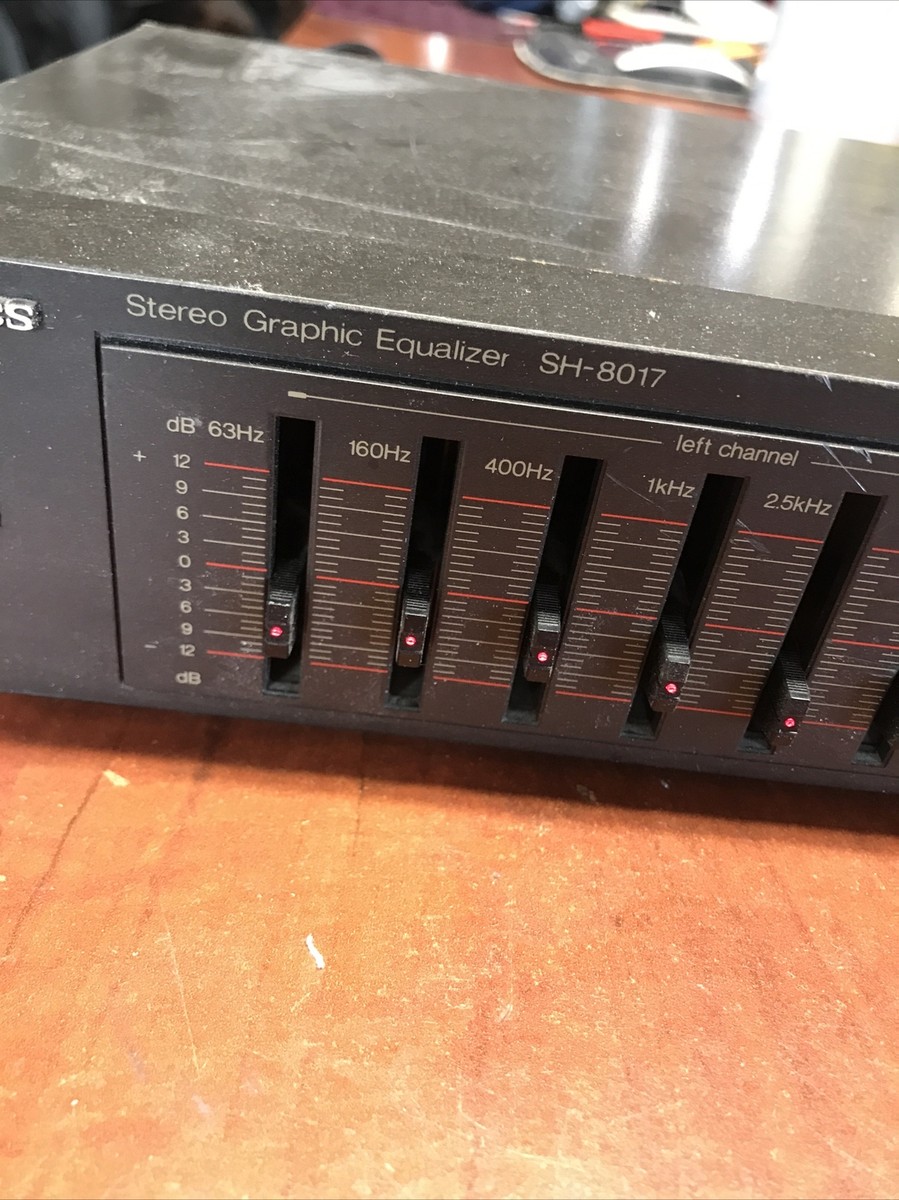 es
Stereo Graphic Equalizer SH-8017
left channel
dB 63Hz 160Hz 400Hz 1kHz 2.5kHz
+ 12
9
6
3
0
3
6
9
- 12
dB